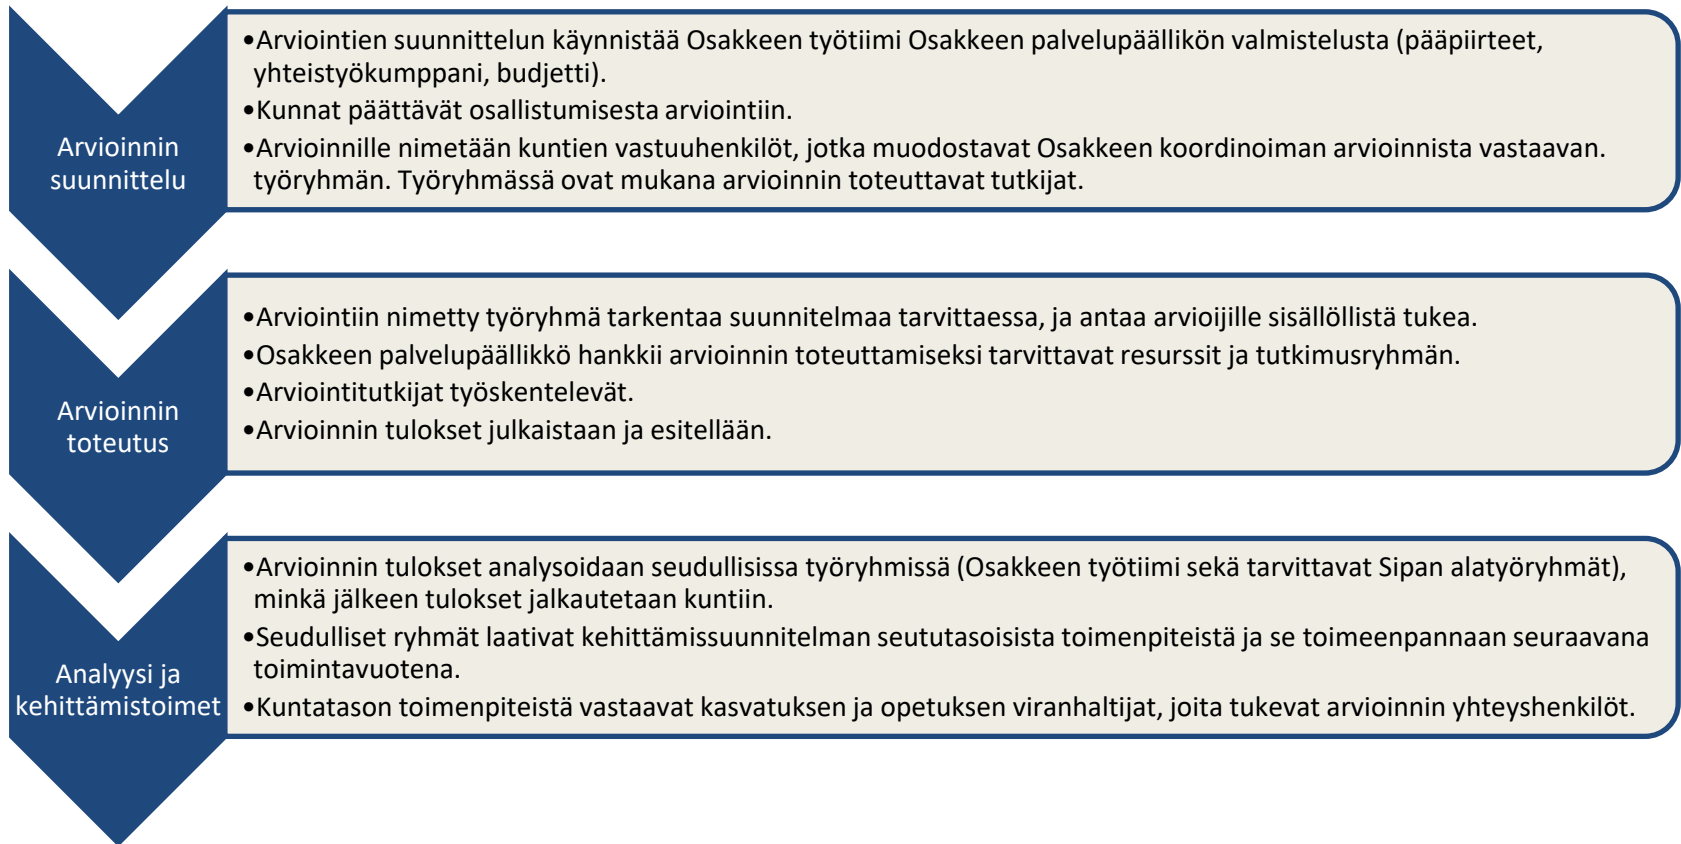 Arvioinnin
suunnittelu
•Arviointien suunnittelun käynnistää Osakkeen työtiimi Osakkeen palvelupäällikön valmistelusta (pääpiirteet,
yhteistyökumppani, budjetti).
•Kunnat päättävät osallistumisesta arviointiin.
•Arvioinnille nimetään kuntien vastuuhenkilöt, jotka muodostavat Osakkeen koordinoiman arvioinnista vastaavan.
työryhmän. Työryhmässä ovat mukana arvioinnin toteuttavat tutkijat.
Arvioinnin
toteutus
•Arviointiin nimetty työryhmä tarkentaa suunnitelmaa tarvittaessa, ja antaa arvioijille sisällöllistä tukea.
•Osakkeen palvelupäällikkö hankkii arvioinnin toteuttamiseksi tarvittavat resurssit ja tutkimusryhmän.
•Arviointitutkijat työskentelevät.
•Arvioinnin tulokset julkaistaan ja esitellään.
Analyysi ja
kehittämistoimet
•Arvioinnin tulokset analysoidaan seudullisissa työryhmissä (Osakkeen työtiimi sekä tarvittavat Sipan alatyöryhmät),
minkä jälkeen tulokset jalkautetaan kuntiin.
•Seudulliset ryhmät laativat kehittämissuunnitelman seututasoisista toimenpiteistä ja se toimeenpannaan seuraavana
toimintavuotena.
•Kuntatason toimenpiteistä vastaavat kasvatuksen ja opetuksen viranhaltijat, joita tukevat arvioinnin yhteyshenkilöt.